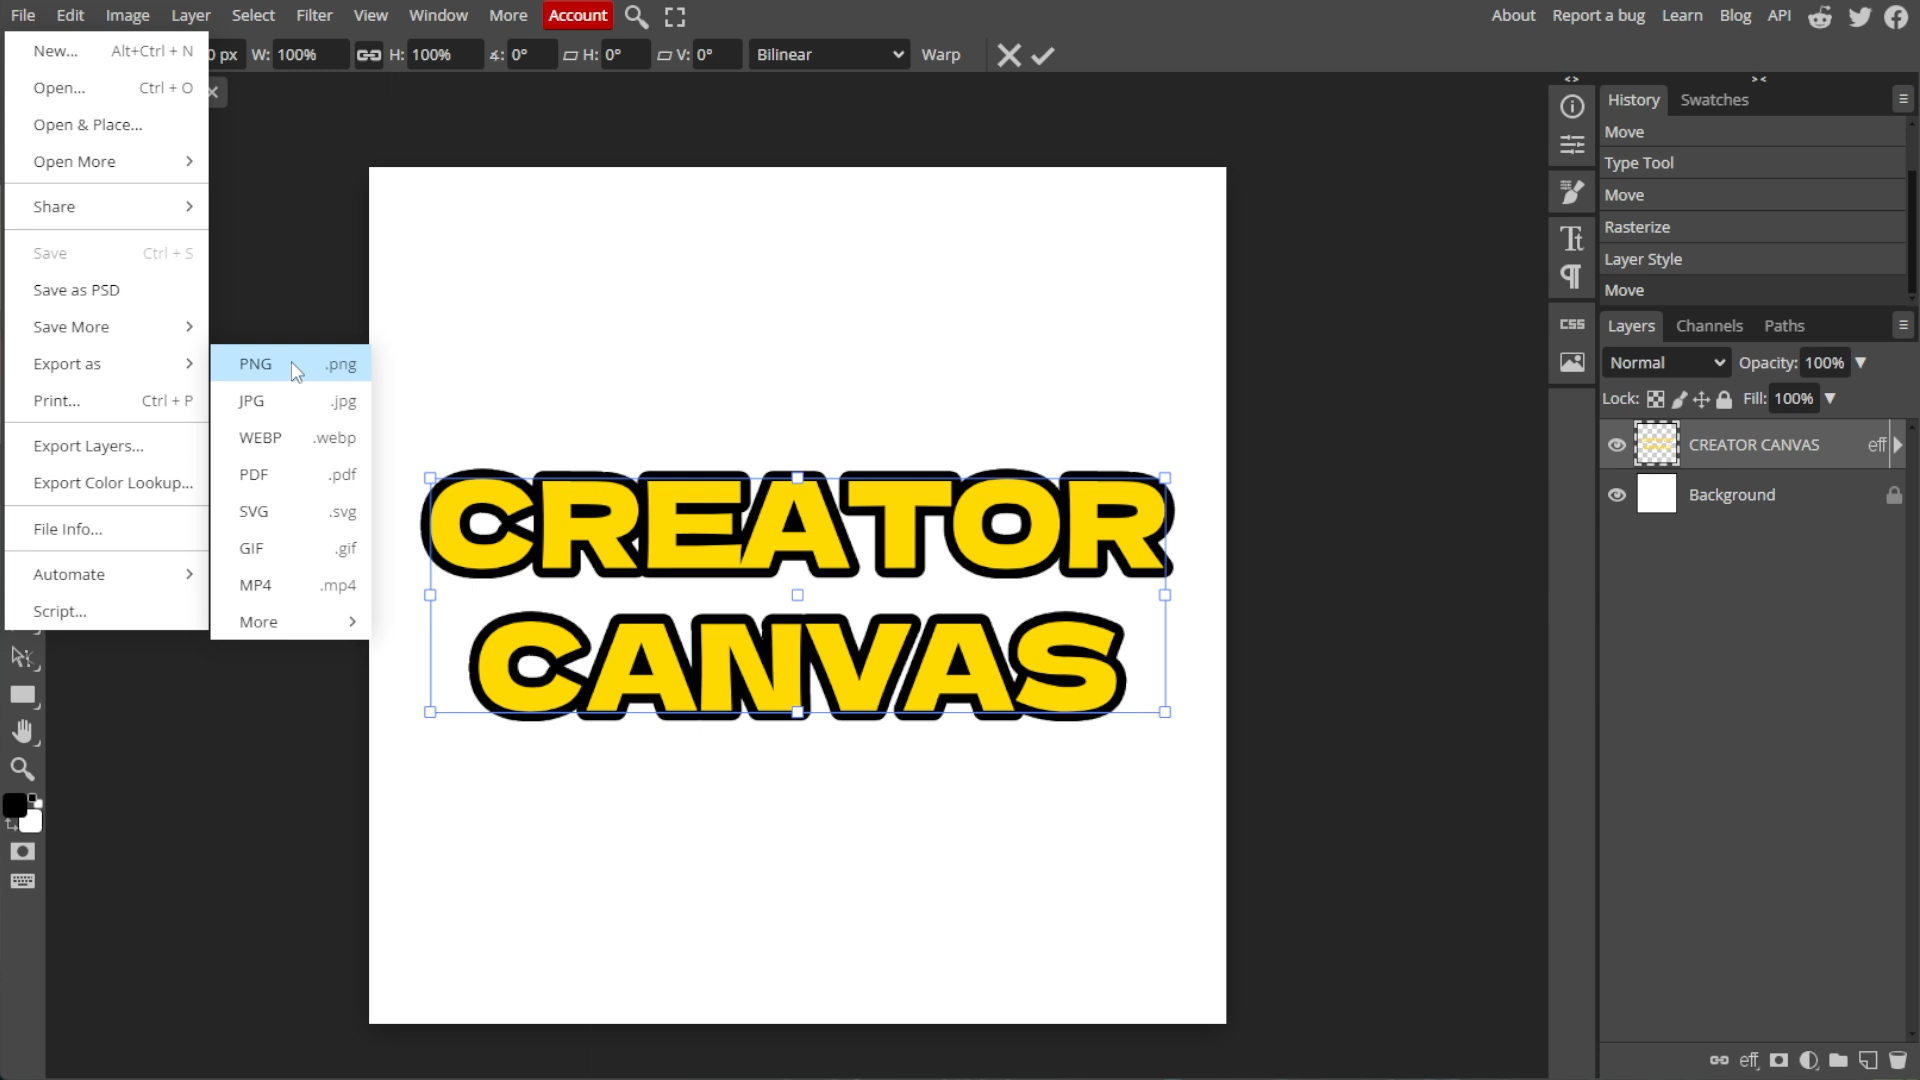 File Edit Image Layer Select Filter View Window More Account About Report a bug Learn Blog API
0 px W: 100% H: 100% ∡: 0° H: 0° V: 0° Bilinear Warp
New... Alt+Ctrl + N
Open... Ctrl + O
Open & Place...
Open More
Share
Save Ctrl + S
Save as PSD
Save More
Export as
Print... Ctrl + P
Export Layers...
Export Color Lookup...
File Info...
Automate
Script...
PNG .png
JPG .jpg
WEBP .webp
PDF .pdf
SVG .svg
GIF .gif
MP4 .mp4
More
CREATOR
CANVAS
CSS
History Swatches
Move
Type Tool
Move
Rasterize
Layer Style
Move
Layers Channels Paths
Normal Opacity: 100%
Lock: Fill: 100%
CREATOR CANVAS eff
Background
eff